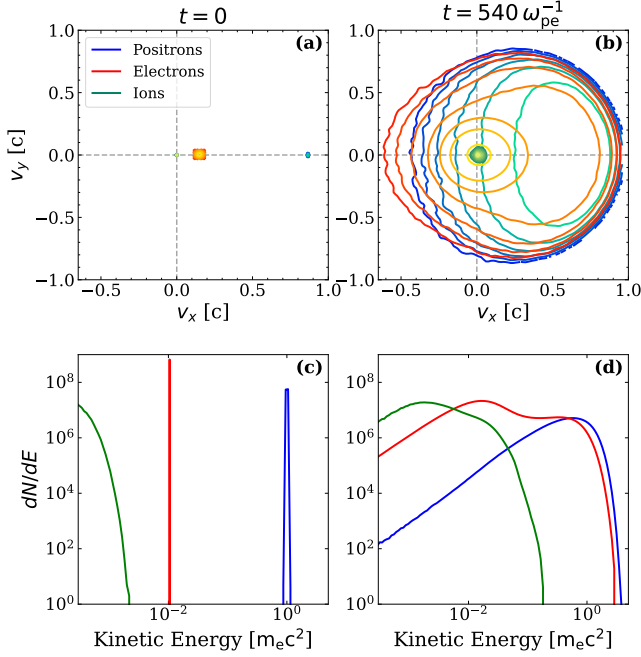 t = 0
t = 540 ω_pe^−1
(a)
(b)
Positrons
Electrons
Ions
1.0
0.5
0.0
−0.5
−1.0
v_y [c]
−0.5 0.0 0.5 1.0
v_x [c]
1.0
0.5
0.0
−0.5
−1.0
−0.5 0.0 0.5 1.0
v_x [c]
(c)
(d)
10^8
10^6
10^4
10^2
10^0
dN/dE
10^−2 10^0
Kinetic Energy [m_e c^2]
10^8
10^6
10^4
10^2
10^0
10^−2 10^0
Kinetic Energy [m_e c^2]